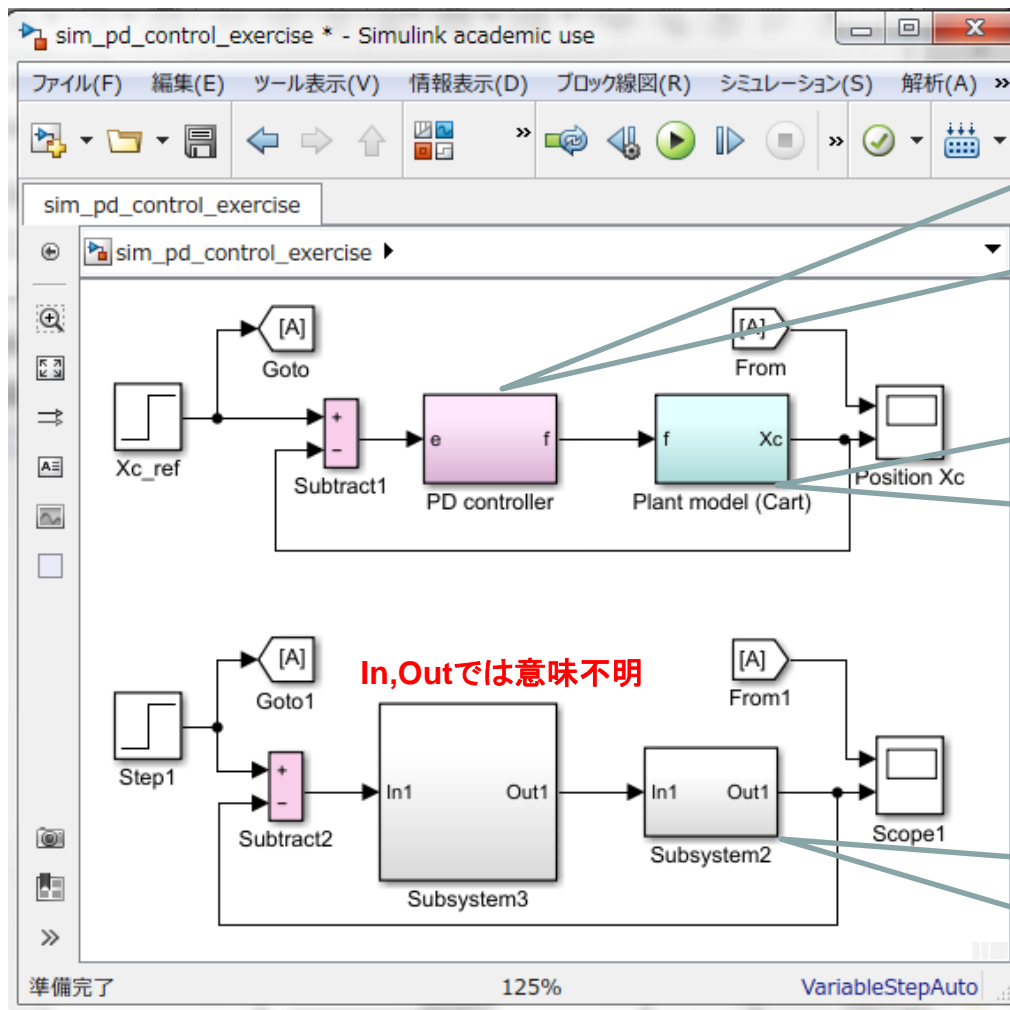 sim_pd_control_exercise * - Simulink academic use
ファイル(F) 編集(E) ツール表示(V) 情報表示(D) ブロック線図(R) シミュレーション(S) 解析(A) »
sim_pd_control_exercise
sim_pd_control_exercise
[A]
[A]
Goto
From
+
−
e
f
f
Xc
Xc_ref
Subtract1
PD controller
Plant model (Cart)
Position Xc
[A]
In,Outでは意味不明
[A]
Goto1
From1
Step1
+
−
In1
Out1
In1
Out1
Subtract2
Subsystem3
Subsystem2
Scope1
準備完了
125%
VariableStepAuto